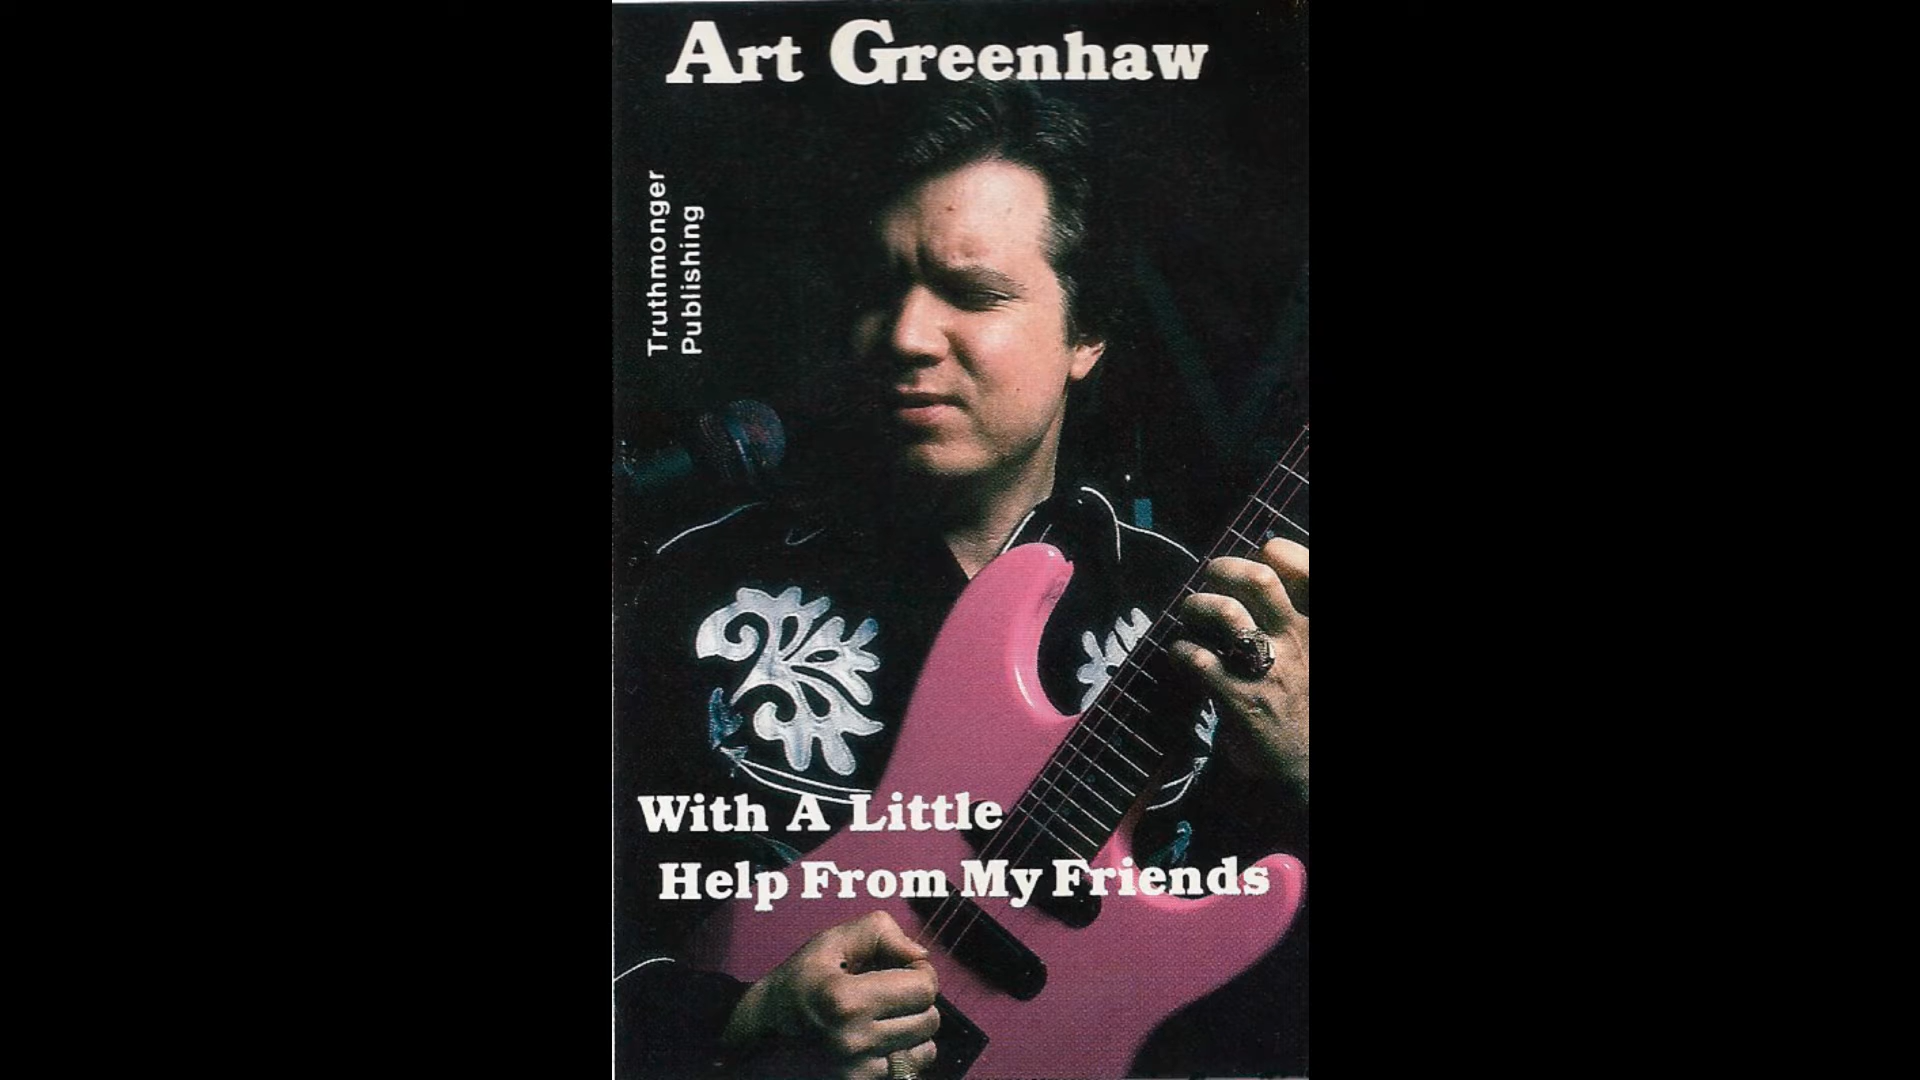 Art Greenhaw
Truthmonger
Publishing
With A Little
Help From My Friends